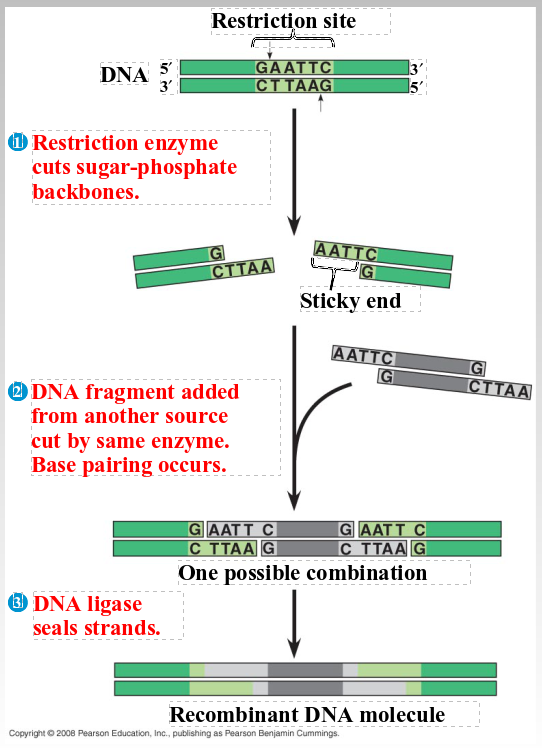 Restriction site
DNA
5′ GAATTC 3′
3′ CTTAAG 5′
1 Restriction enzyme
cuts sugar-phosphate
backbones.
G
CTTAA
AATTC
G
Sticky end
AATTC G
G CTTAA
2 DNA fragment added
from another source
cut by same enzyme.
Base pairing occurs.
G AATT C G AATT C
C TTAA G C TTAA G
One possible combination
3 DNA ligase
seals strands.
Recombinant DNA molecule
Copyright © 2008 Pearson Education, Inc., publishing as Pearson Benjamin Cummings.